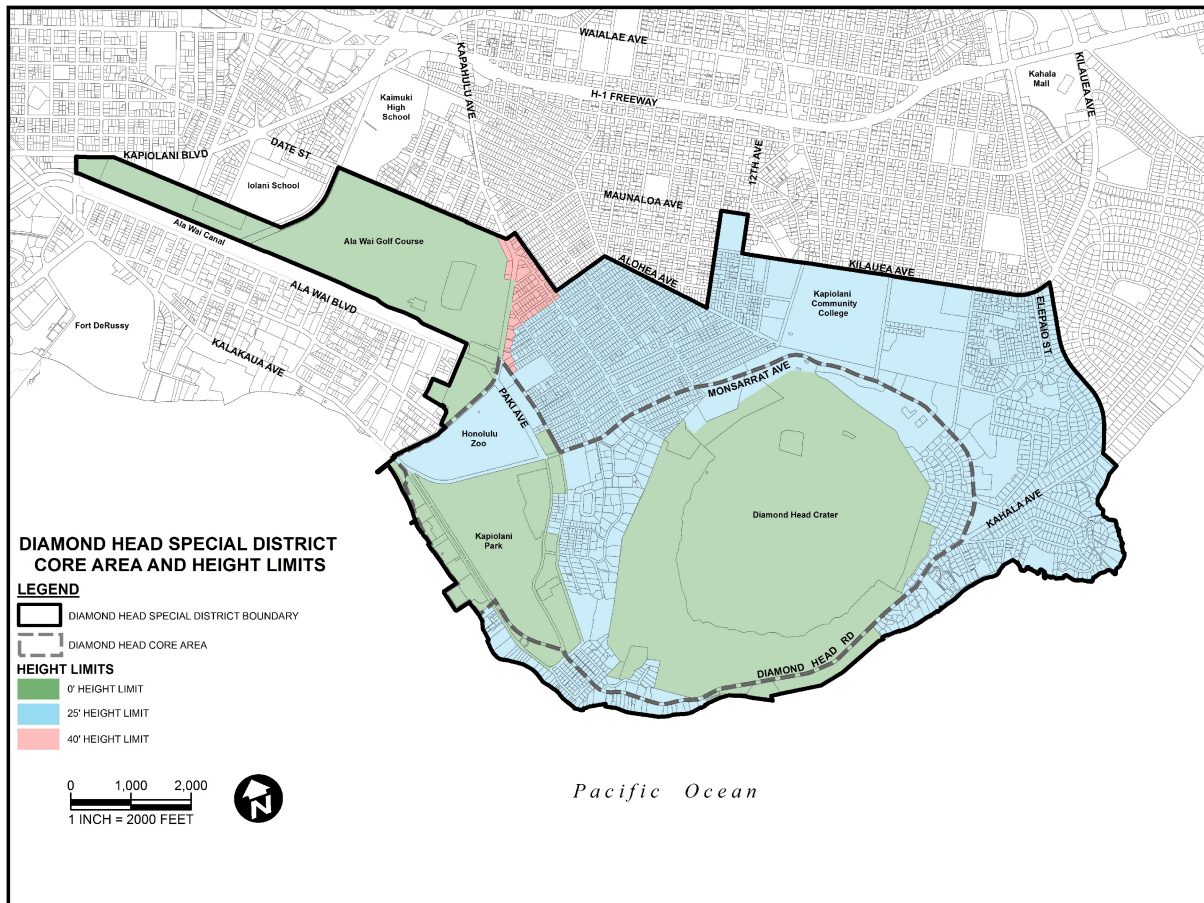 WAIALAE AVE
KAPAHULU AVE
KILAUEA AVE
Kahala
Mall
H-1 FREEWAY
Kaimuki
High
School
DATE ST
KAPIOLANI BLVD
12TH AVE
Iolani School
MAUNALOA AVE
Ala Wai Canal
Ala Wai Golf Course
ALOHEA AVE
KILAUEA AVE
ALA WAI BLVD
Kapiolani
Community
College
ELEPAIO ST
Fort DeRussy
KALAKAUA AVE
MONSARRAT AVE
PAKI AVE
Honolulu
Zoo
KAHALA AVE
Diamond Head Crater
Kapiolani
Park
DIAMOND HEAD RD
DIAMOND HEAD SPECIAL DISTRICT
CORE AREA AND HEIGHT LIMITS
LEGEND
DIAMOND HEAD SPECIAL DISTRICT BOUNDARY
DIAMOND HEAD CORE AREA
HEIGHT LIMITS
0' HEIGHT LIMIT
25' HEIGHT LIMIT
40' HEIGHT LIMIT
0 1,000 2,000
1 INCH = 2000 FEET
N
Pacific Ocean